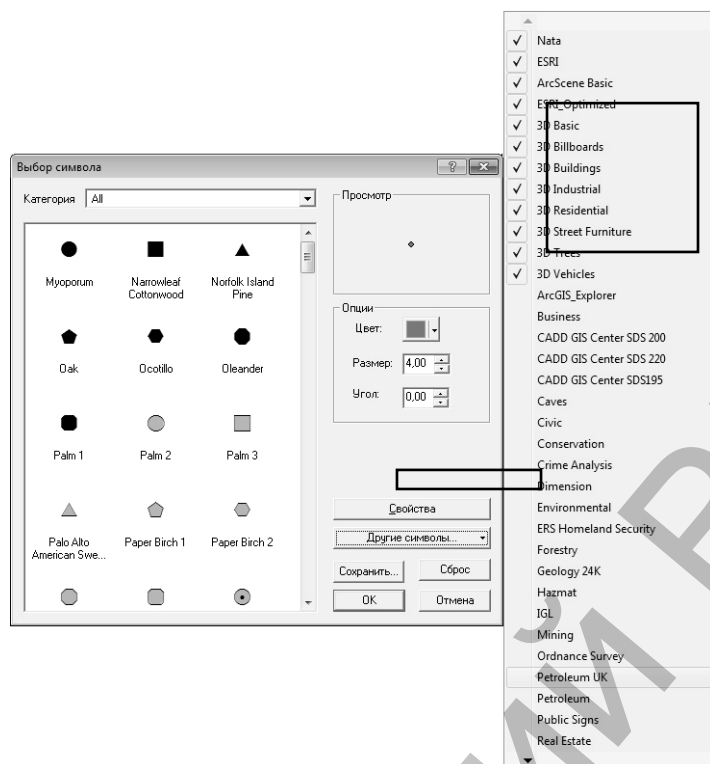 Выбор символа
Категория All
Просмотр
Myoporum
Narrowleaf Cottonwood
Norfolk Island Pine
Oak
Ocotillo
Oleander
Palm 1
Palm 2
Palm 3
Palo Alto American Swe...
Paper Birch 1
Paper Birch 2
Опции
Цвет:
Размер: 4,00
Угол: 0,00
Свойства
Другие символы...
Сохранить...
Сброс
OK
Отмена
Nata
ESRI
ArcScene Basic
ESRI_Optimized
3D Basic
3D Billboards
3D Buildings
3D Industrial
3D Residential
3D Street Furniture
3D Trees
3D Vehicles
ArcGIS_Explorer
Business
CADD GIS Center SDS 200
CADD GIS Center SDS 220
CADD GIS Center SDS195
Caves
Civic
Conservation
Crime Analysis
Dimension
Environmental
ERS Homeland Security
Forestry
Geology 24K
Hazmat
IGL
Mining
Ordnance Survey
Petroleum UK
Petroleum
Public Signs
Real Estate